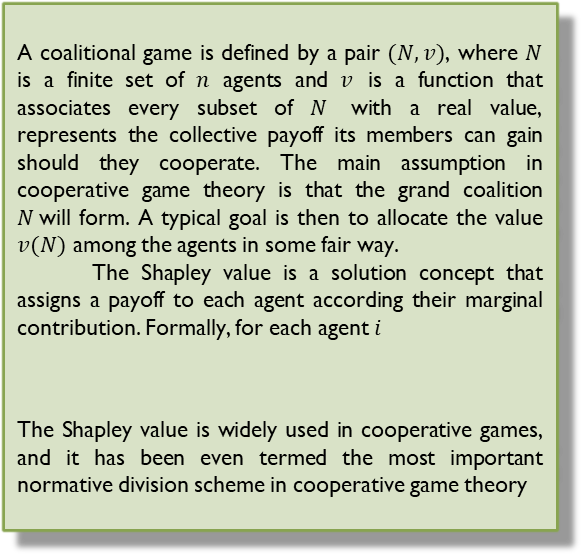 A coalitional game is defined by a pair (N, v), where N
is a finite set of n agents and v is a function that
associates every subset of N with a real value,
represents the collective payoff its members can gain
should they cooperate. The main assumption in
cooperative game theory is that the grand coalition
N will form. A typical goal is then to allocate the value
v(N) among the agents in some fair way.
The Shapley value is a solution concept that
assigns a payoff to each agent according their marginal
contribution. Formally, for each agent i
The Shapley value is widely used in cooperative games,
and it has been even termed the most important
normative division scheme in cooperative game theory